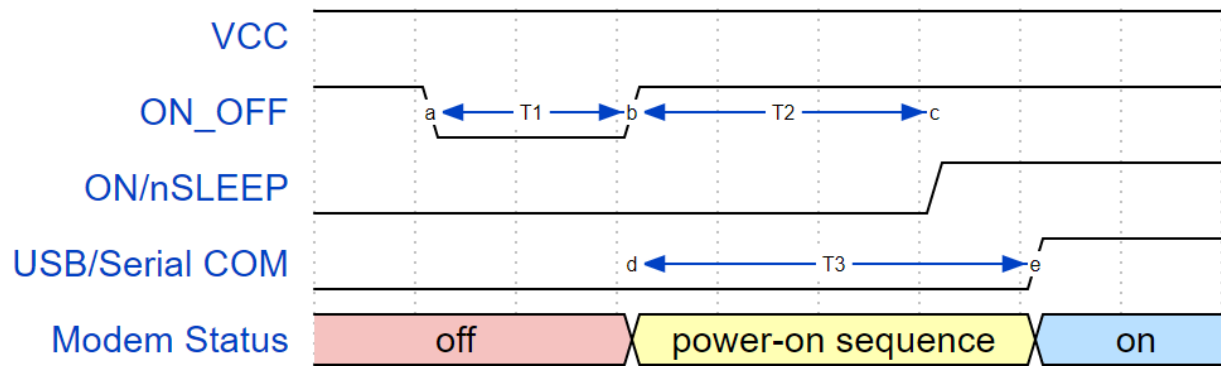 VCC
ON_OFF a T1 b T2 c
ON/nSLEEP
USB/Serial COM d T3 e
Modem Status off power-on sequence on